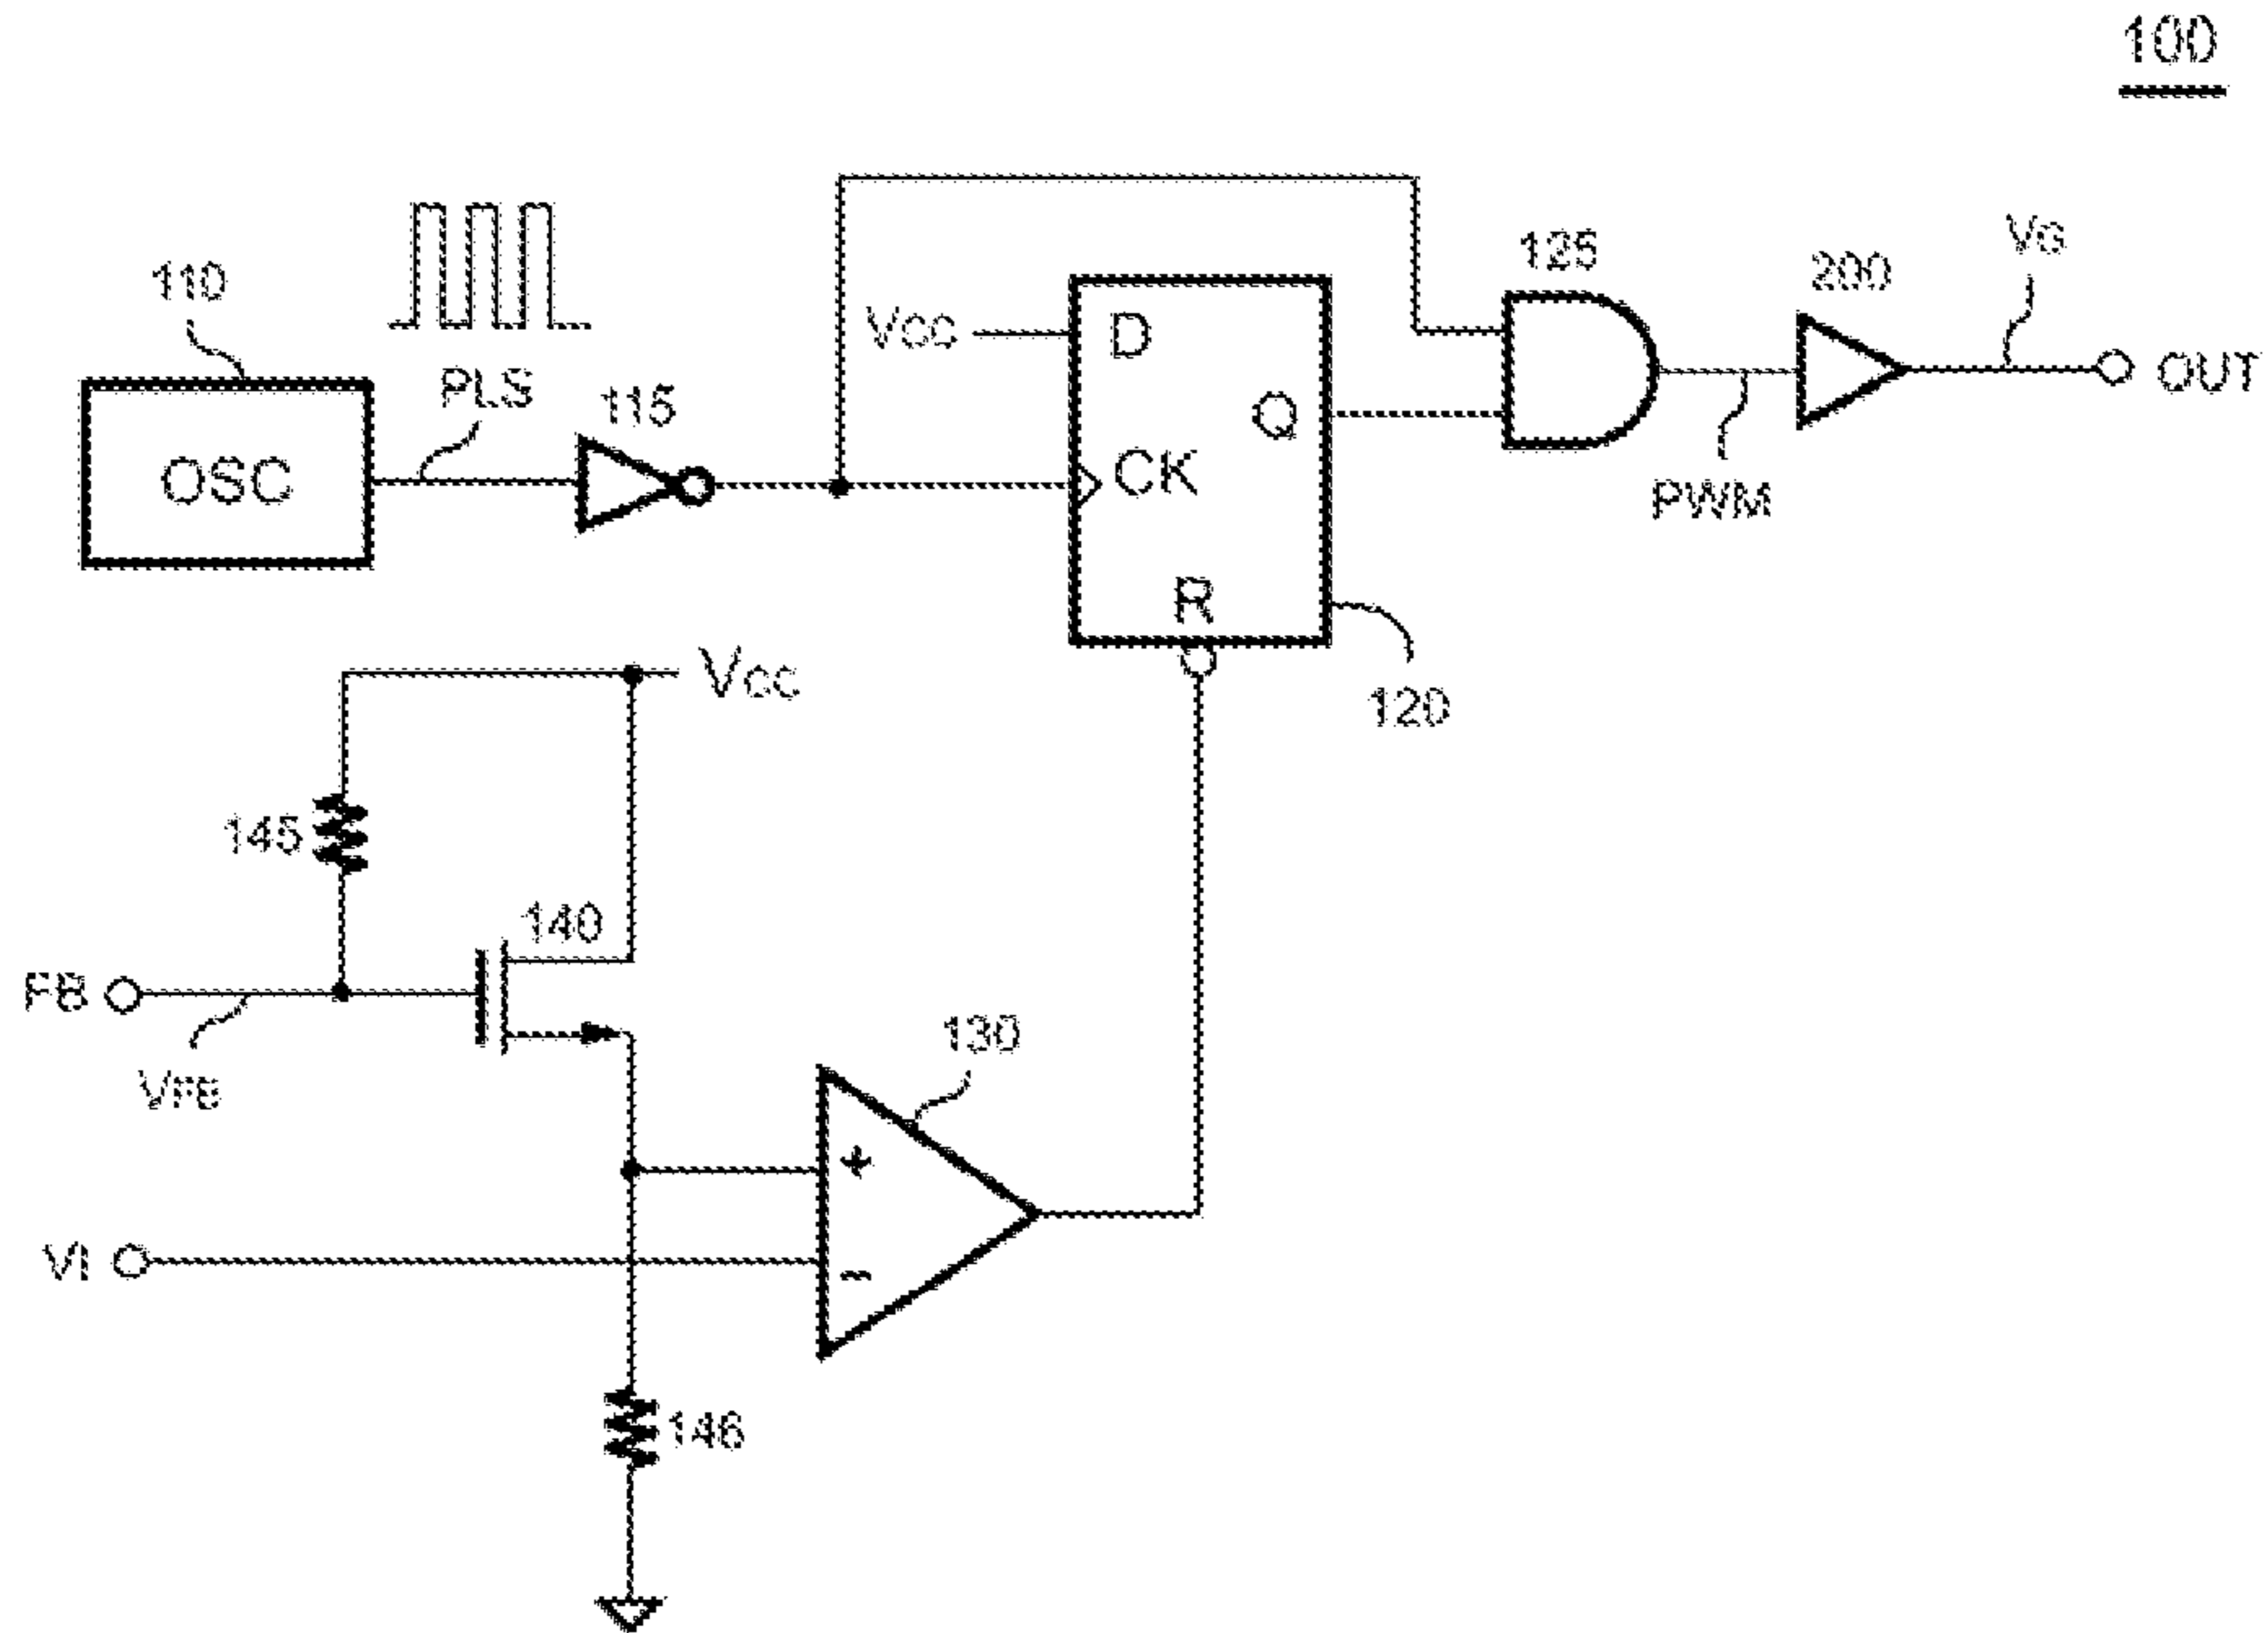 100
110
PLS
OSC
115
VCC
D
Q
CK
R
120
125
200
VG
OUT
PWM
VCC
145
140
FB
VFB
130
+
VI
-
146